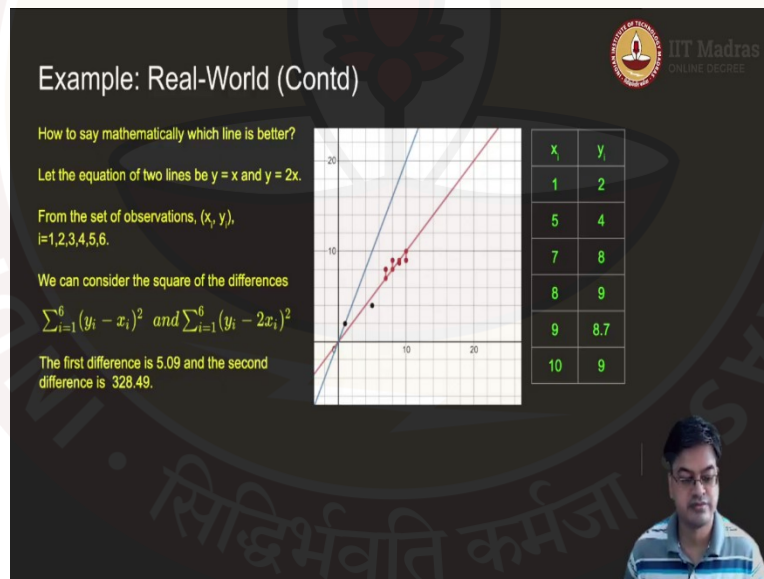 IIT Madras
ONLINE DEGREE
Example: Real-World (Contd)
How to say mathematically which line is better?
Let the equation of two lines be y = x and y = 2x.
From the set of observations, (xᵢ, yᵢ),
i=1,2,3,4,5,6.
We can consider the square of the differences
∑⁶ᵢ₌₁(yᵢ − xᵢ)² and ∑⁶ᵢ₌₁(yᵢ − 2xᵢ)²
The first difference is 5.09 and the second
difference is 328.49.
20
10
0 10 20
xᵢ yᵢ
1 2
5 4
7 8
8 9
9 8.7
10 9
सिद्धिर्भवति कर्मजा